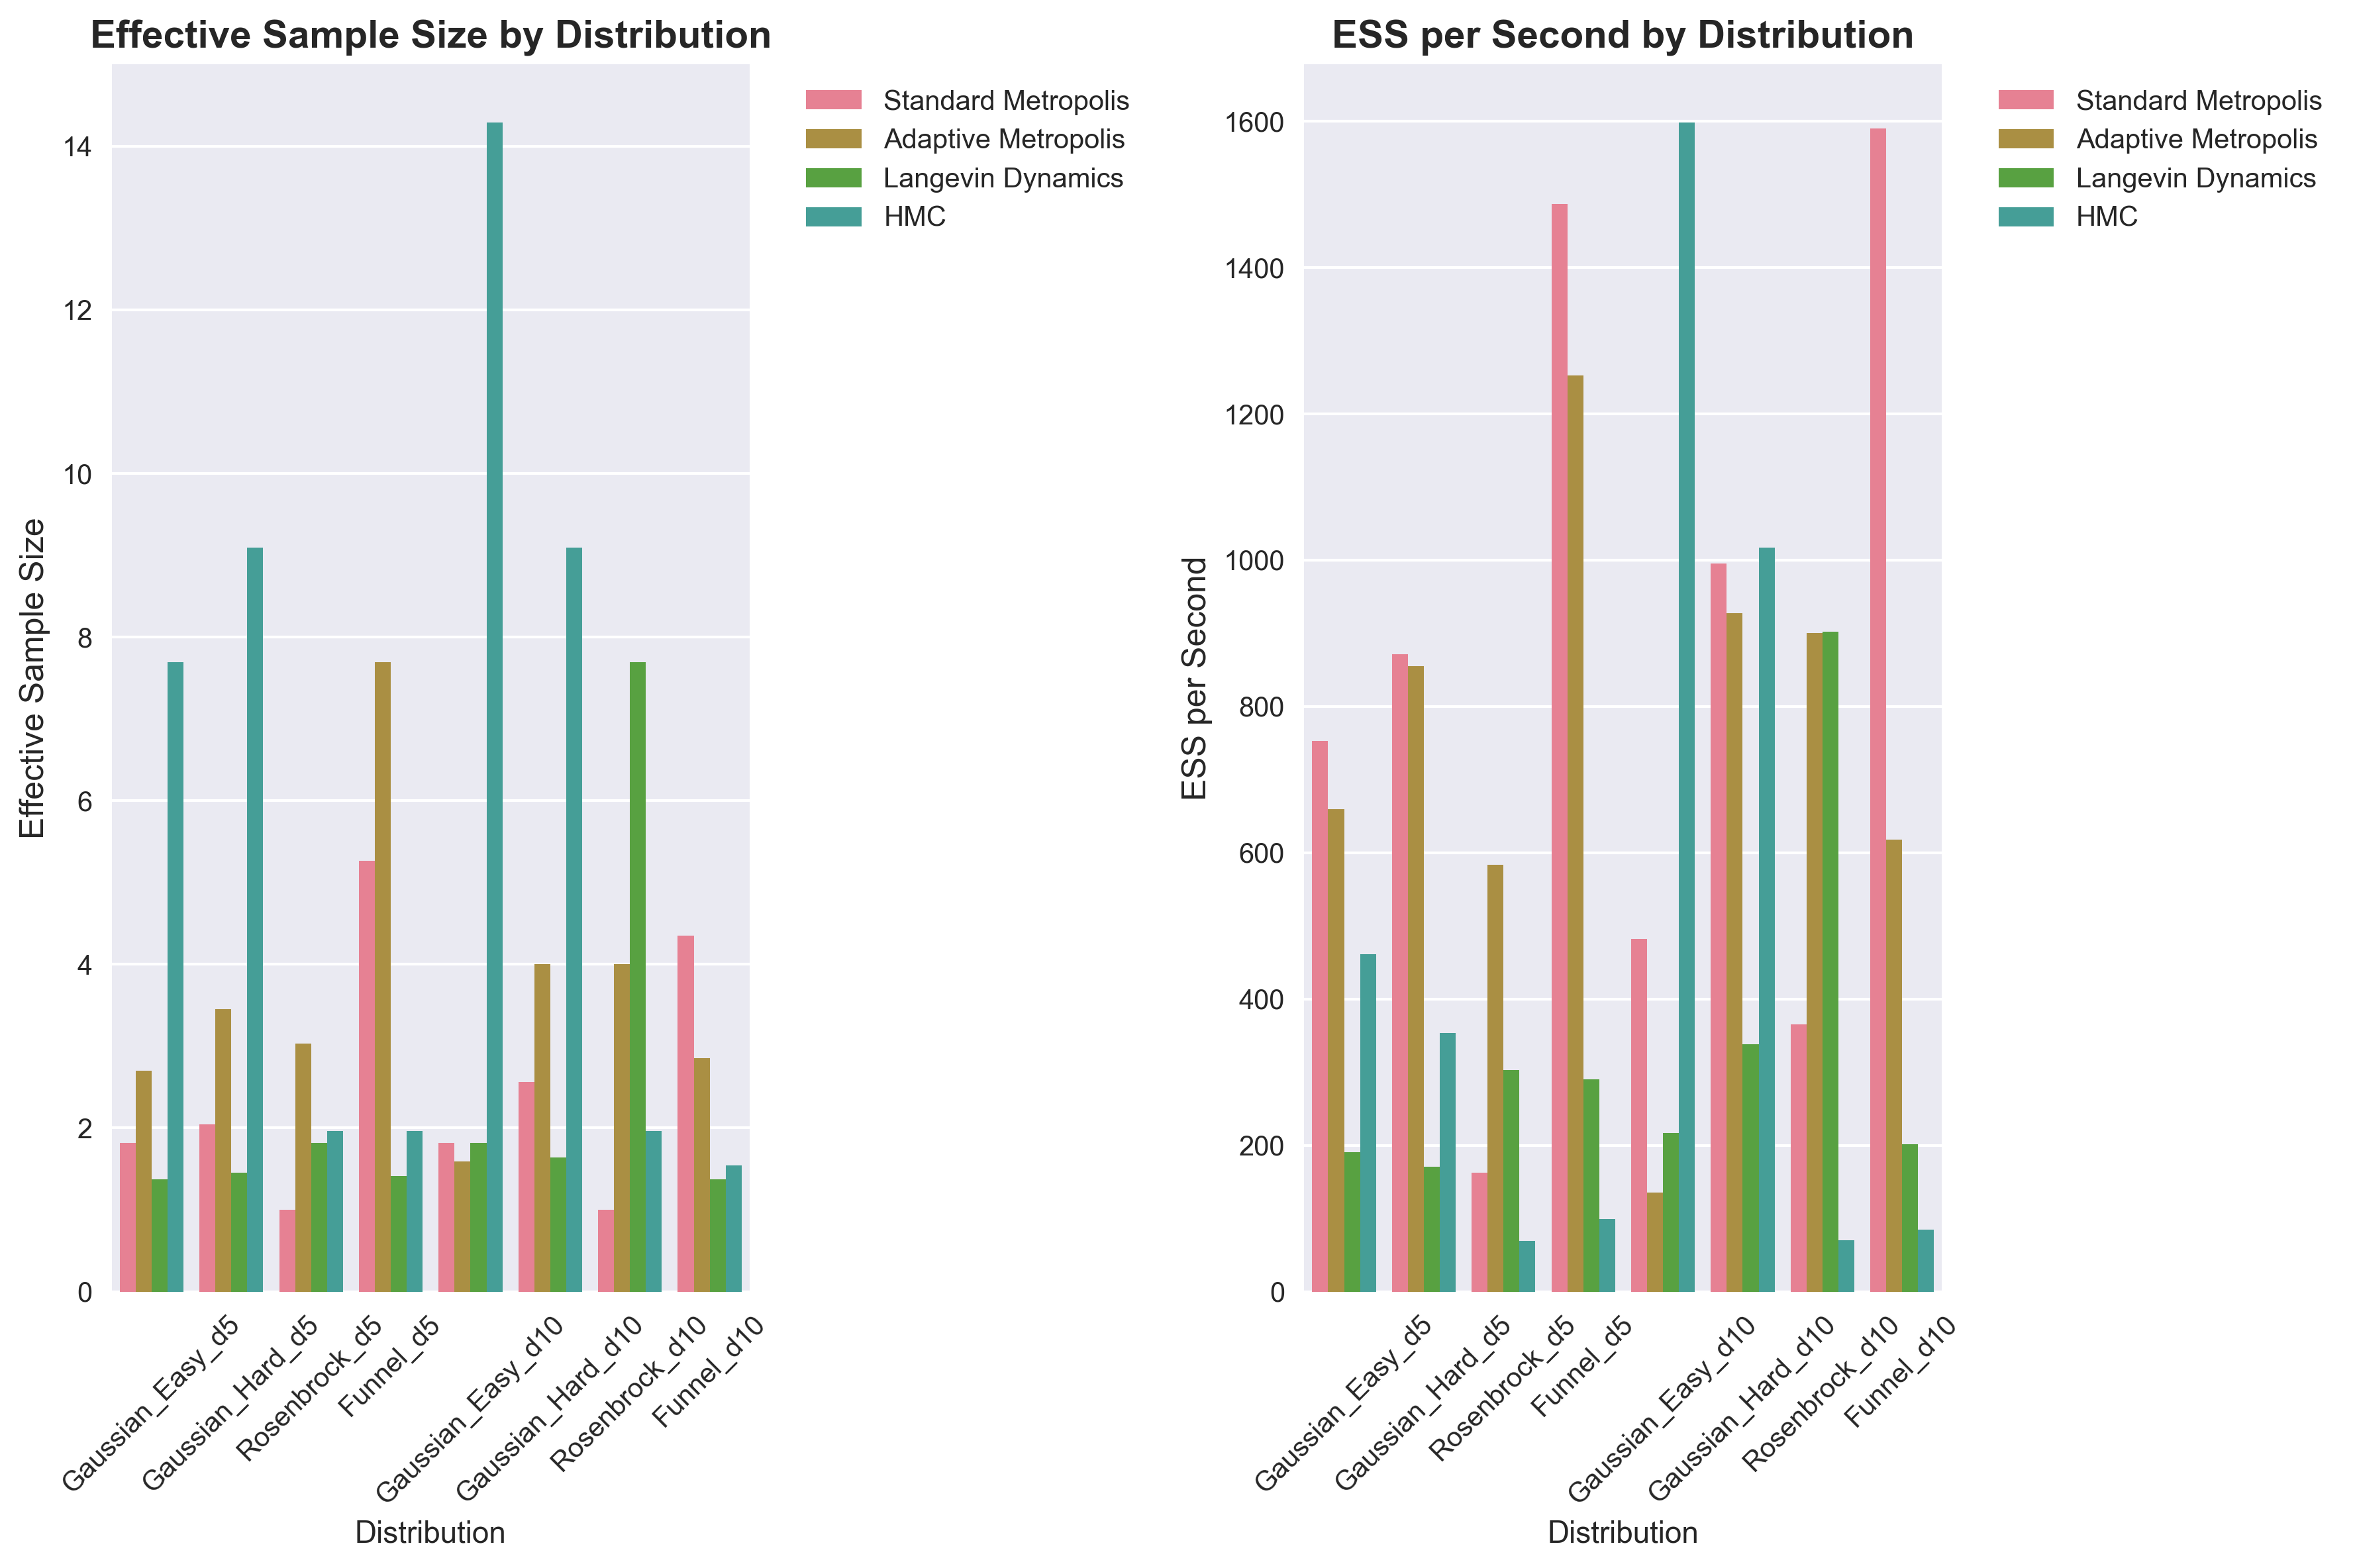 Effective Sample Size by Distribution
Effective Sample Size
14
12
10
8
6
4
2
0
Gaussian_Easy_d5
Gaussian_Hard_d5
Rosenbrock_d5
Funnel_d5
Gaussian_Easy_d10
Gaussian_Hard_d10
Rosenbrock_d10
Funnel_d10
Distribution
Standard Metropolis
Adaptive Metropolis
Langevin Dynamics
HMC
ESS per Second by Distribution
ESS per Second
1600
1400
1200
1000
800
600
400
200
0
Gaussian_Easy_d5
Gaussian_Hard_d5
Rosenbrock_d5
Funnel_d5
Gaussian_Easy_d10
Gaussian_Hard_d10
Rosenbrock_d10
Funnel_d10
Distribution
Standard Metropolis
Adaptive Metropolis
Langevin Dynamics
HMC